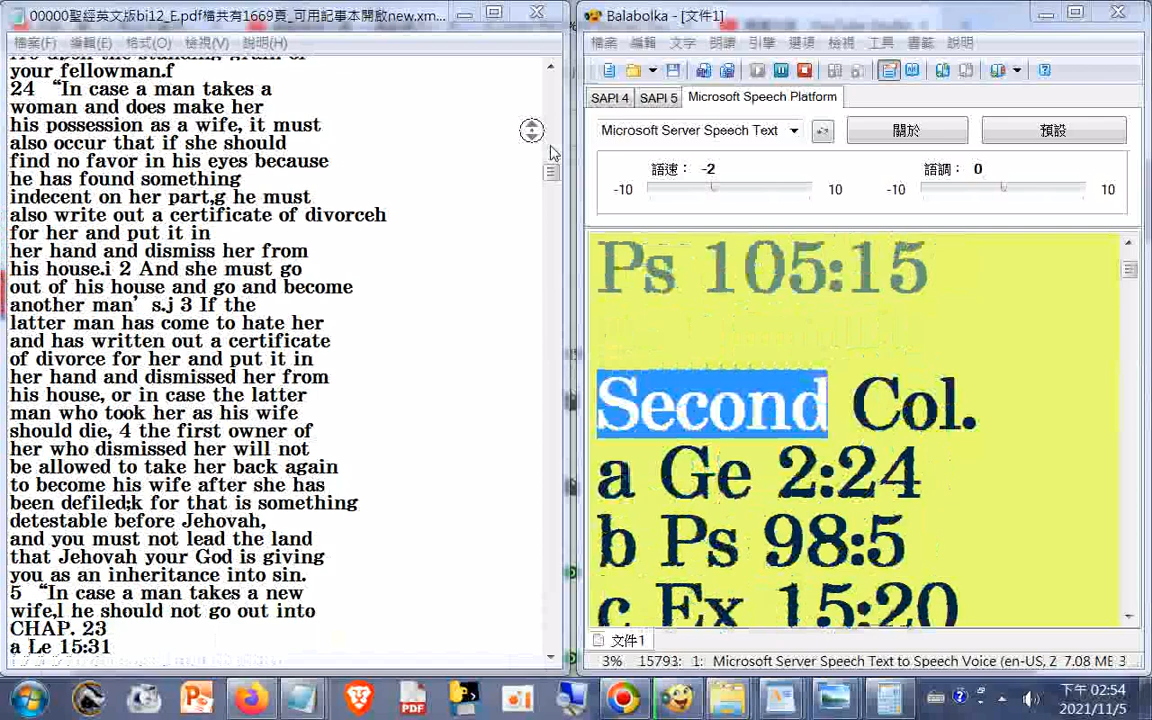 00000聖經英文版bi12_E.pdf檔共有1669頁_可用記事本開啟new.xm...
檔案(F) 編輯(E) 格式(O) 檢視(V) 說明(H)
your fellowman.f
24 “In case a man takes a
woman and does make her
his possession as a wife, it must
also occur that if she should
find no favor in his eyes because
he has found something
indecent on her part,g he must
also write out a certificate of divorceh
for her and put it in
her hand and dismiss her from
his house.i 2 And she must go
out of his house and go and become
another man’s.j 3 If the
latter man has come to hate her
and has written out a certificate
of divorce for her and put it in
her hand and dismissed her from
his house, or in case the latter
man who took her as his wife
should die, 4 the first owner of
her who dismissed her will not
be allowed to take her back again
to become his wife after she has
been defiled;k for that is something
detestable before Jehovah,
and you must not lead the land
that Jehovah your God is giving
you as an inheritance into sin.
5 “In case a man takes a new
wife,l he should not go out into
CHAP. 23
a Le 15:31
Balabolka - [文件1]
檔案 編輯 文字 朗讀 引擎 選項 檢視 工具 書籤 說明
SAPI 4 SAPI 5 Microsoft Speech Platform
Microsoft Server Speech Text 關於 預設
語速: -2 語調: 0
-10 10 -10 10
Ps 105:15
Second Col.
a Ge 2:24
b Ps 98:5
c Ex 15:20
文件1
3% 15793: 1: Microsoft Server Speech Text to Speech Voice (en-US, 2 7.08 MB 3
下午 02:54
2021/11/5